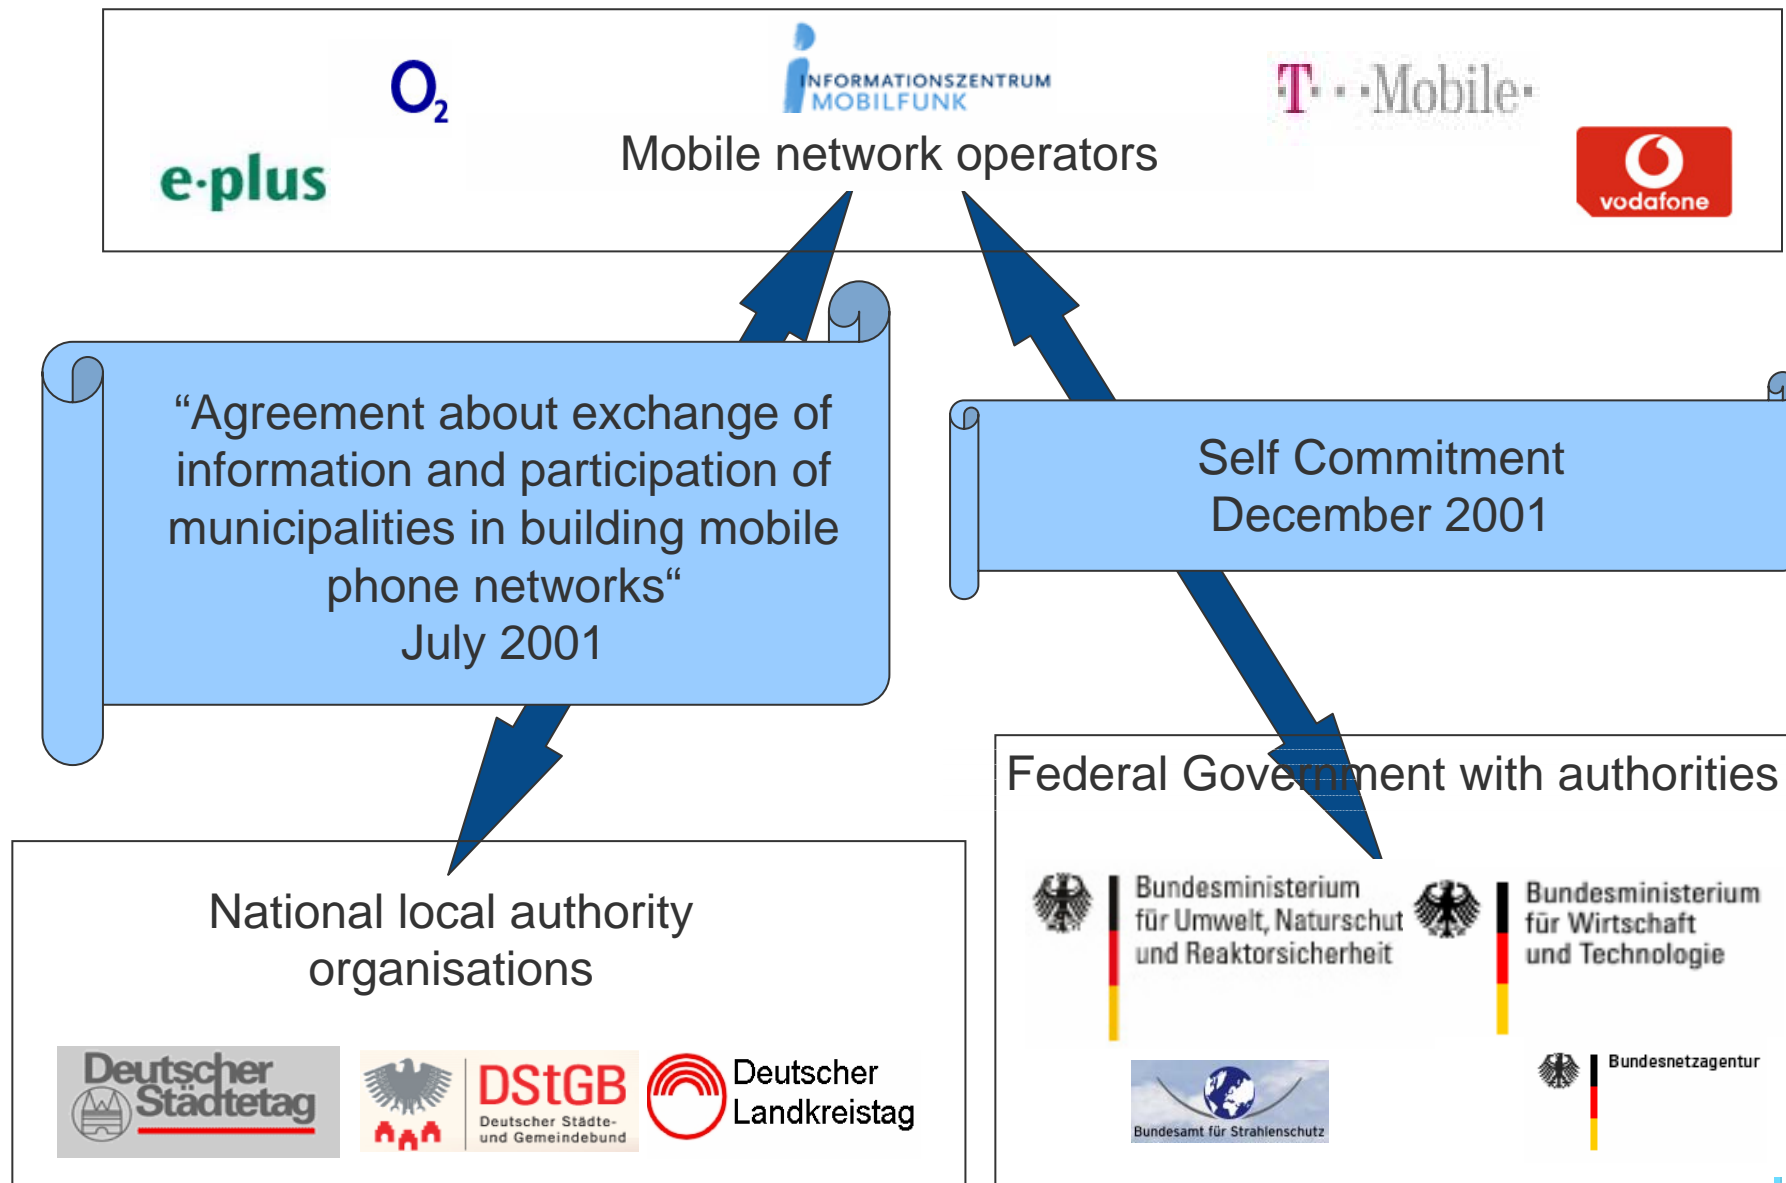 O2
INFORMATIONSZENTRUM
MOBILFUNK
T··Mobile·
Mobile network operators
e·plus
vodafone
“Agreement about exchange of
information and participation of
municipalities in building mobile
phone networks“
July 2001
Self Commitment
December 2001
Federal Government with authorities
National local authority
organisations
Bundesministerium
für Umwelt, Naturschut
und Reaktorsicherheit
Bundesministerium
für Wirtschaft
und Technologie
Deutscher
Städtetag
DStGB
Deutscher Städte-
und Gemeindebund
Deutscher
Landkreistag
Bundesamt für Strahlenschutz
Bundesnetzagentur